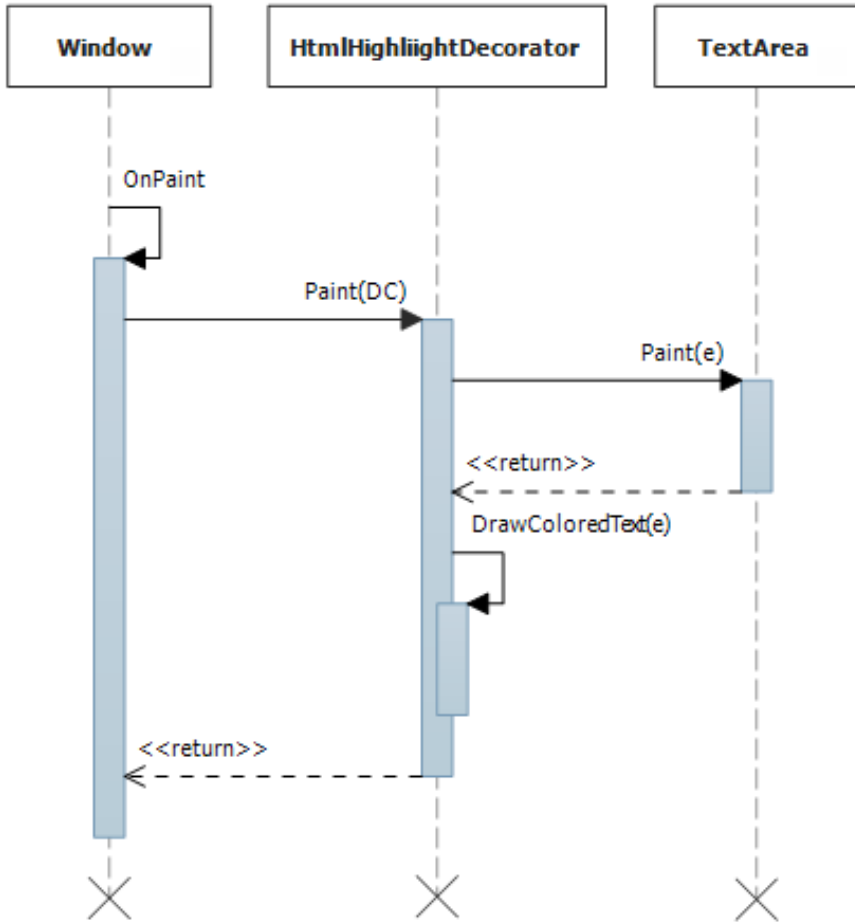 Window
HtmlHighliightDecorator
TextArea
OnPaint
Paint(DC)
Paint(e)
<<return>>
DrawColoredText(e)
<<return>>